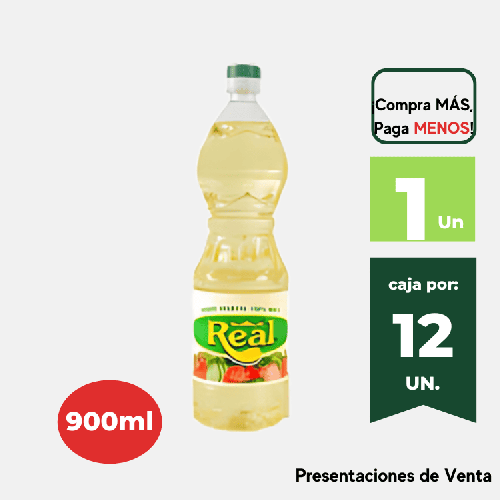 ¡Compra MÁS,
Paga MENOS!
1 Un
caja por:
12
UN.
Real
900ml
Presentaciones de Venta